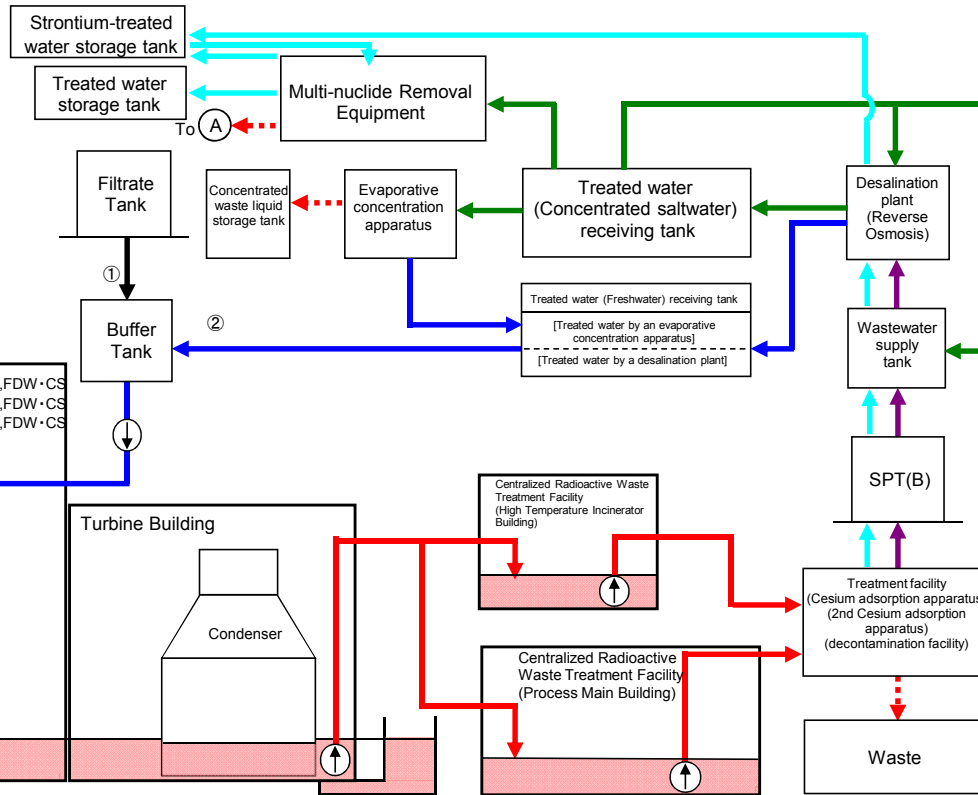 Strontium-treated
water storage tank
Treated water
storage tank
To A
Multi-nuclide Removal
Equipment
Filtrate
Tank
Concentrated
waste liquid
storage tank
Evaporative
concentration
apparatus
Treated water
(Concentrated saltwater)
receiving tank
Desalination
plant
(Reverse
Osmosis)
①
②
Buffer
Tank
Treated water (Freshwater) receiving tank
[Treated water by an evaporative
concentration apparatus]
[Treated water by a desalination plant]
Wastewater
supply
tank
,FDW・CS
,FDW・CS
,FDW・CS
SPT(B)
Turbine Building
Condenser
Centralized Radioactive Waste
Treatment Facility
(High Temperature Incinerator
Building)
Centralized Radioactive
Waste Treatment Facility
(Process Main Building)
Treatment facility
(Cesium adsorption apparatus
(2nd Cesium adsorption
apparatus)
(decontamination facility)
Waste